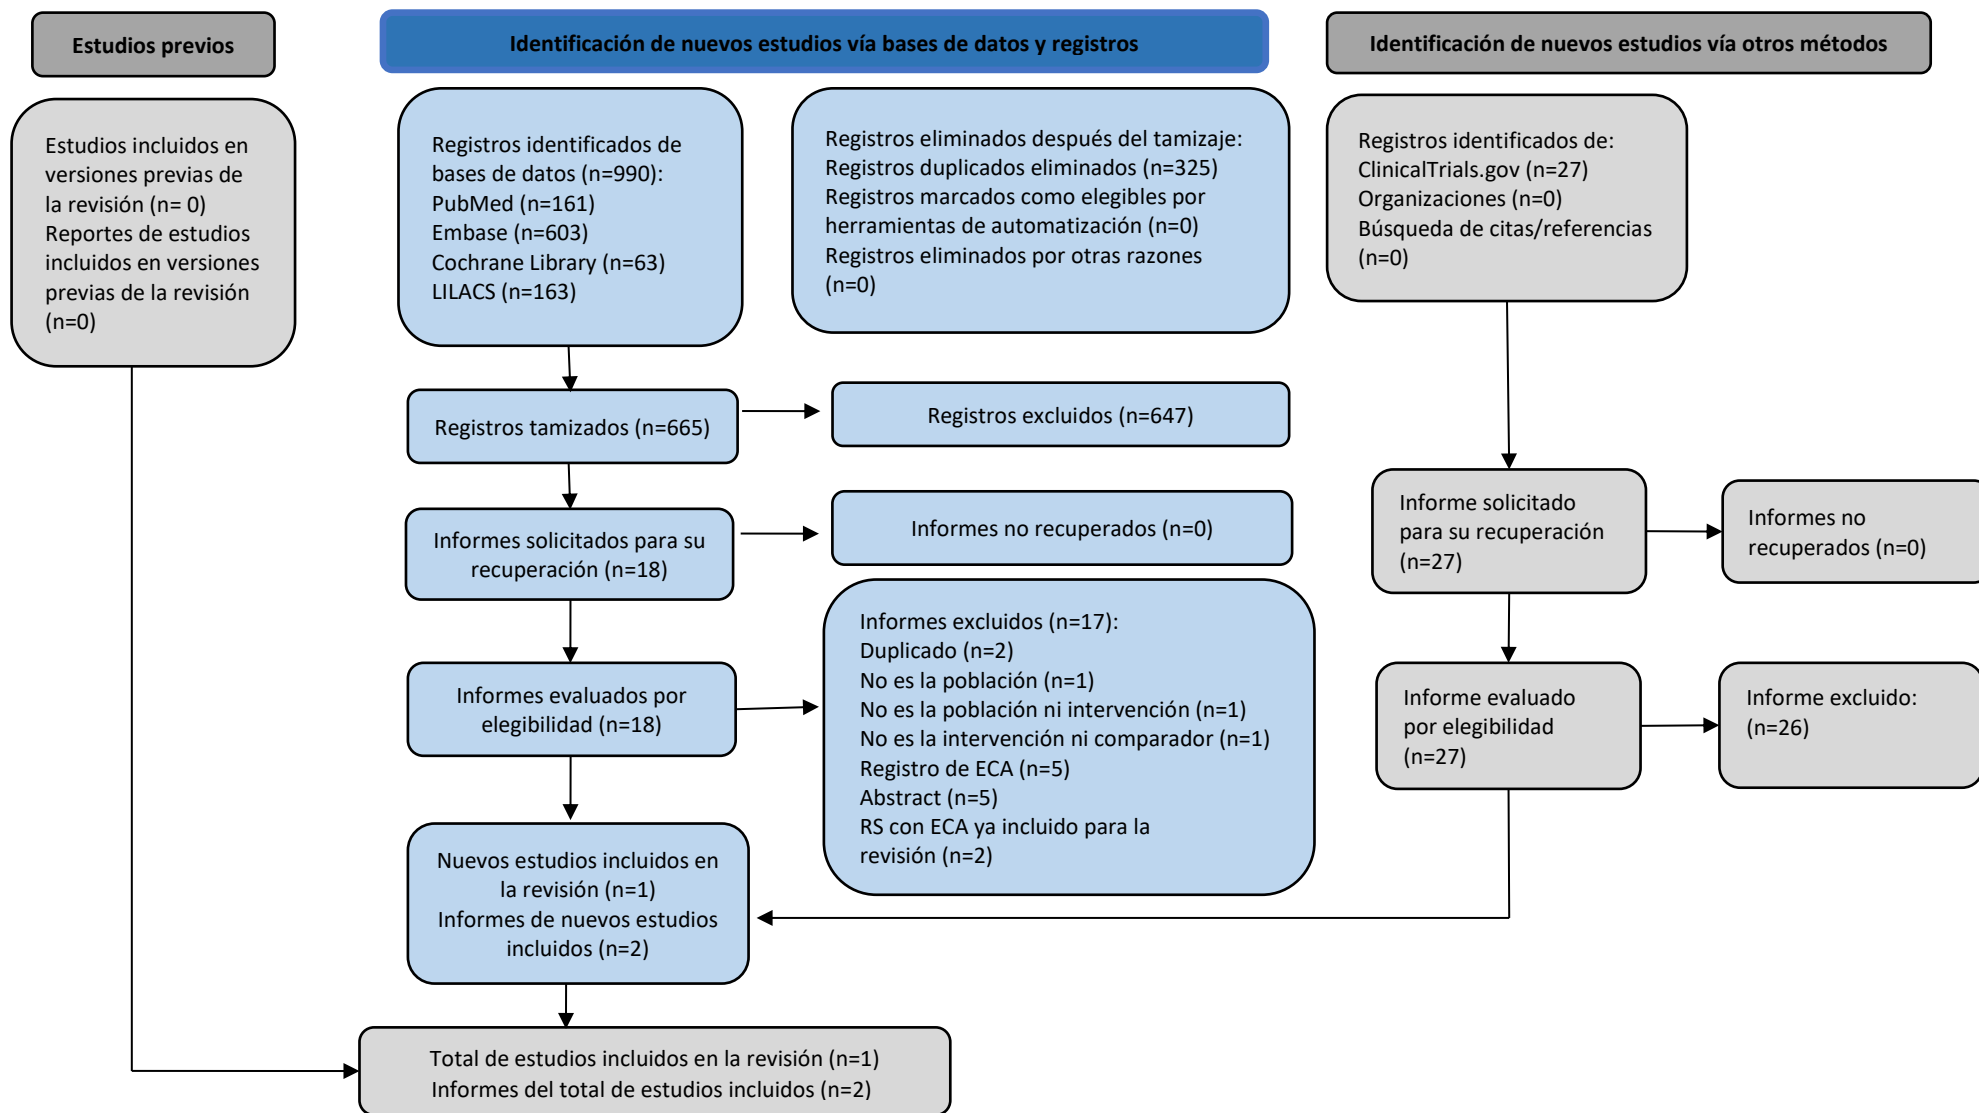 Estudios previos
Identificación de nuevos estudios vía bases de datos y registros
Identificación de nuevos estudios vía otros métodos
Estudios incluidos en
versiones previas de
la revisión (n= 0)
Reportes de estudios
incluidos en versiones
previas de la revisión
(n=0)
Registros identificados de
bases de datos (n=990):
PubMed (n=161)
Embase (n=603)
Cochrane Library (n=63)
LILACS (n=163)
Registros eliminados después del tamizaje:
Registros duplicados eliminados (n=325)
Registros marcados como elegibles por
herramientas de automatización (n=0)
Registros eliminados por otras razones
(n=0)
Registros identificados de:
ClinicalTrials.gov (n=27)
Organizaciones (n=0)
Búsqueda de citas/referencias
(n=0)
Registros tamizados (n=665)
Registros excluidos (n=647)
Informes solicitados para su
recuperación (n=18)
Informes no recuperados (n=0)
Informe solicitado
para su recuperación
(n=27)
Informes no
recuperados (n=0)
Informes evaluados por
elegibilidad (n=18)
Informes excluidos (n=17):
Duplicado (n=2)
No es la población (n=1)
No es la población ni intervención (n=1)
No es la intervención ni comparador (n=1)
Registro de ECA (n=5)
Abstract (n=5)
RS con ECA ya incluido para la
revisión (n=2)
Informe evaluado
por elegibilidad
(n=27)
Informe excluido:
(n=26)
Nuevos estudios incluidos en
la revisión (n=1)
Informes de nuevos estudios
incluidos (n=2)
Total de estudios incluidos en la revisión (n=1)
Informes del total de estudios incluidos (n=2)